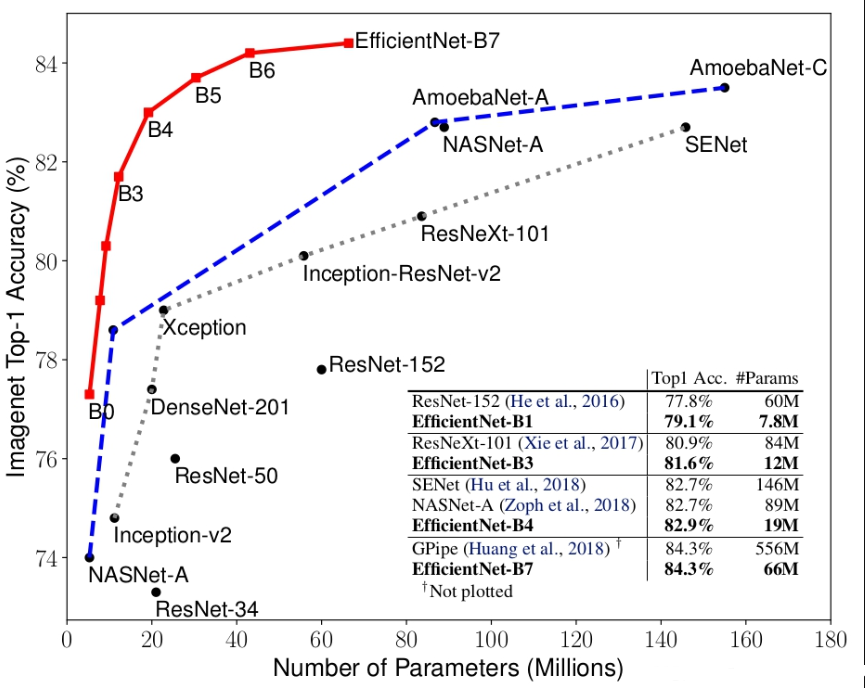 EfficientNet-B7
B6
B5
B4
B3
B0
AmoebaNet-C
AmoebaNet-A
NASNet-A
SENet
ResNeXt-101
Inception-ResNet-v2
Xception
ResNet-152
DenseNet-201
ResNet-50
Inception-v2
NASNet-A
ResNet-34
Top1 Acc. #Params
ResNet-152 (He et al., 2016) 77.8% 60M
EfficientNet-B1 79.1% 7.8M
ResNeXt-101 (Xie et al., 2017) 80.9% 84M
EfficientNet-B3 81.6% 12M
SENet (Hu et al., 2018) 82.7% 146M
NASNet-A (Zoph et al., 2018) 82.7% 89M
EfficientNet-B4 82.9% 19M
GPipe (Huang et al., 2018) † 84.3% 556M
EfficientNet-B7 84.3% 66M
†Not plotted
84
82
80
78
76
74
Imagenet Top-1 Accuracy (%)
0 20 40 60 80 100 120 140 160 180
Number of Parameters (Millions)